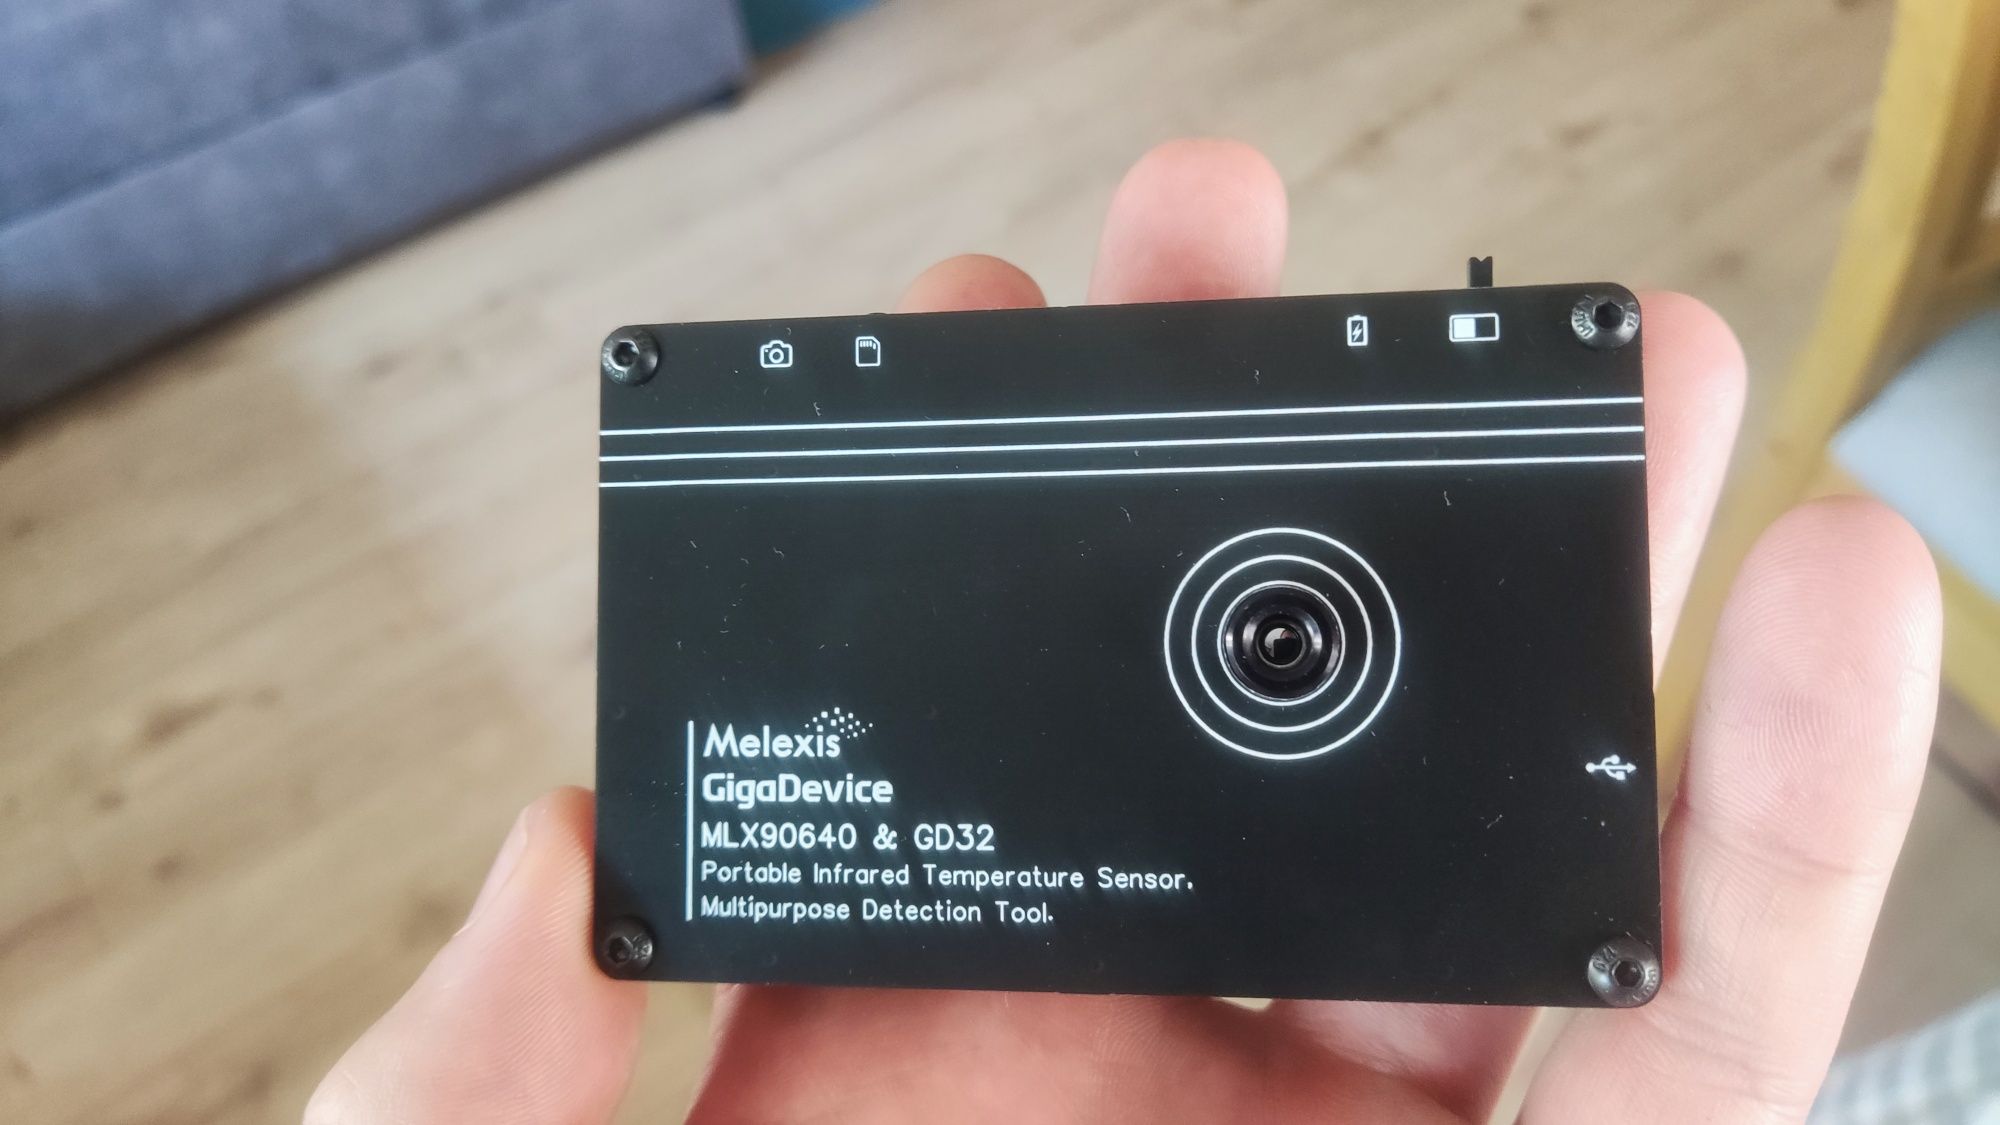 Melexis
GigaDevice
MLX90640 & GD32
Portable Infrared Temperature Sensor.
Multipurpose Detection Tool.